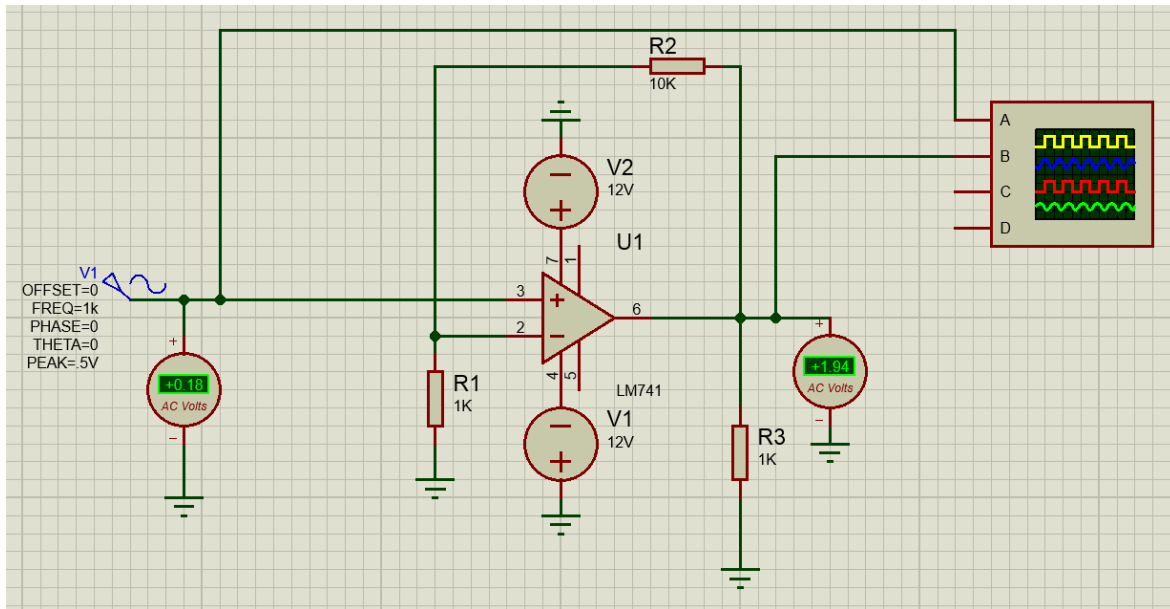 R2
10K
A
B
C
D
V2
12V
U1
7
1
V1
OFFSET=0
FREQ=1k
PHASE=0
THETA=0
PEAK=.5V
3
2
6
4
5
+
+0.18
AC Volts
−
+
+1.94
AC Volts
−
R1
1K
LM741
V1
12V
R3
1K